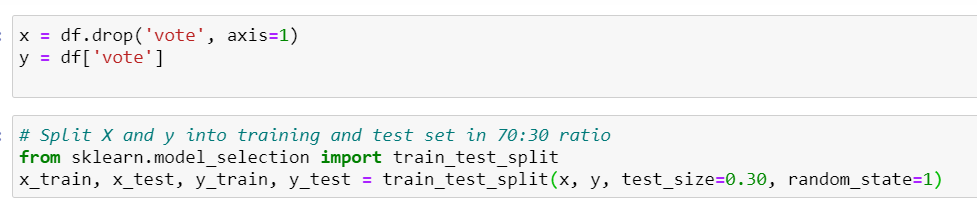 x = df.drop('vote', axis=1)
y = df['vote']
# Split X and y into training and test set in 70:30 ratio
from sklearn.model_selection import train_test_split
x_train, x_test, y_train, y_test = train_test_split(x, y, test_size=0.30, random_state=1)